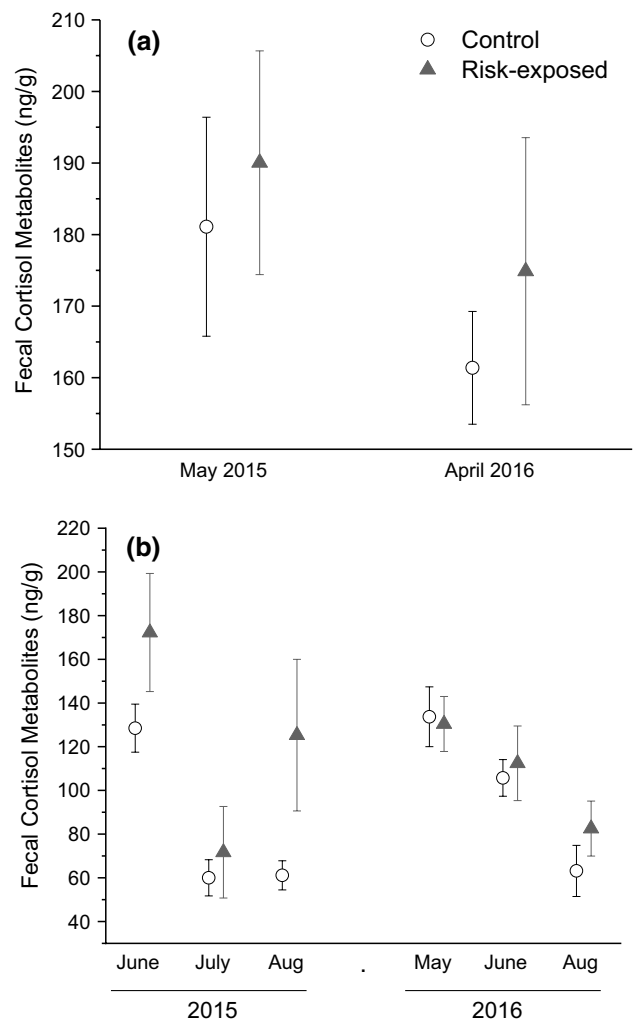 (a)
Control
Risk-exposed
Fecal Cortisol Metabolites (ng/g)
210
200
190
180
170
160
150
May 2015
April 2016
(b)
Fecal Cortisol Metabolites (ng/g)
220
200
180
160
140
120
100
80
60
40
June July Aug . May June Aug
2015 2016